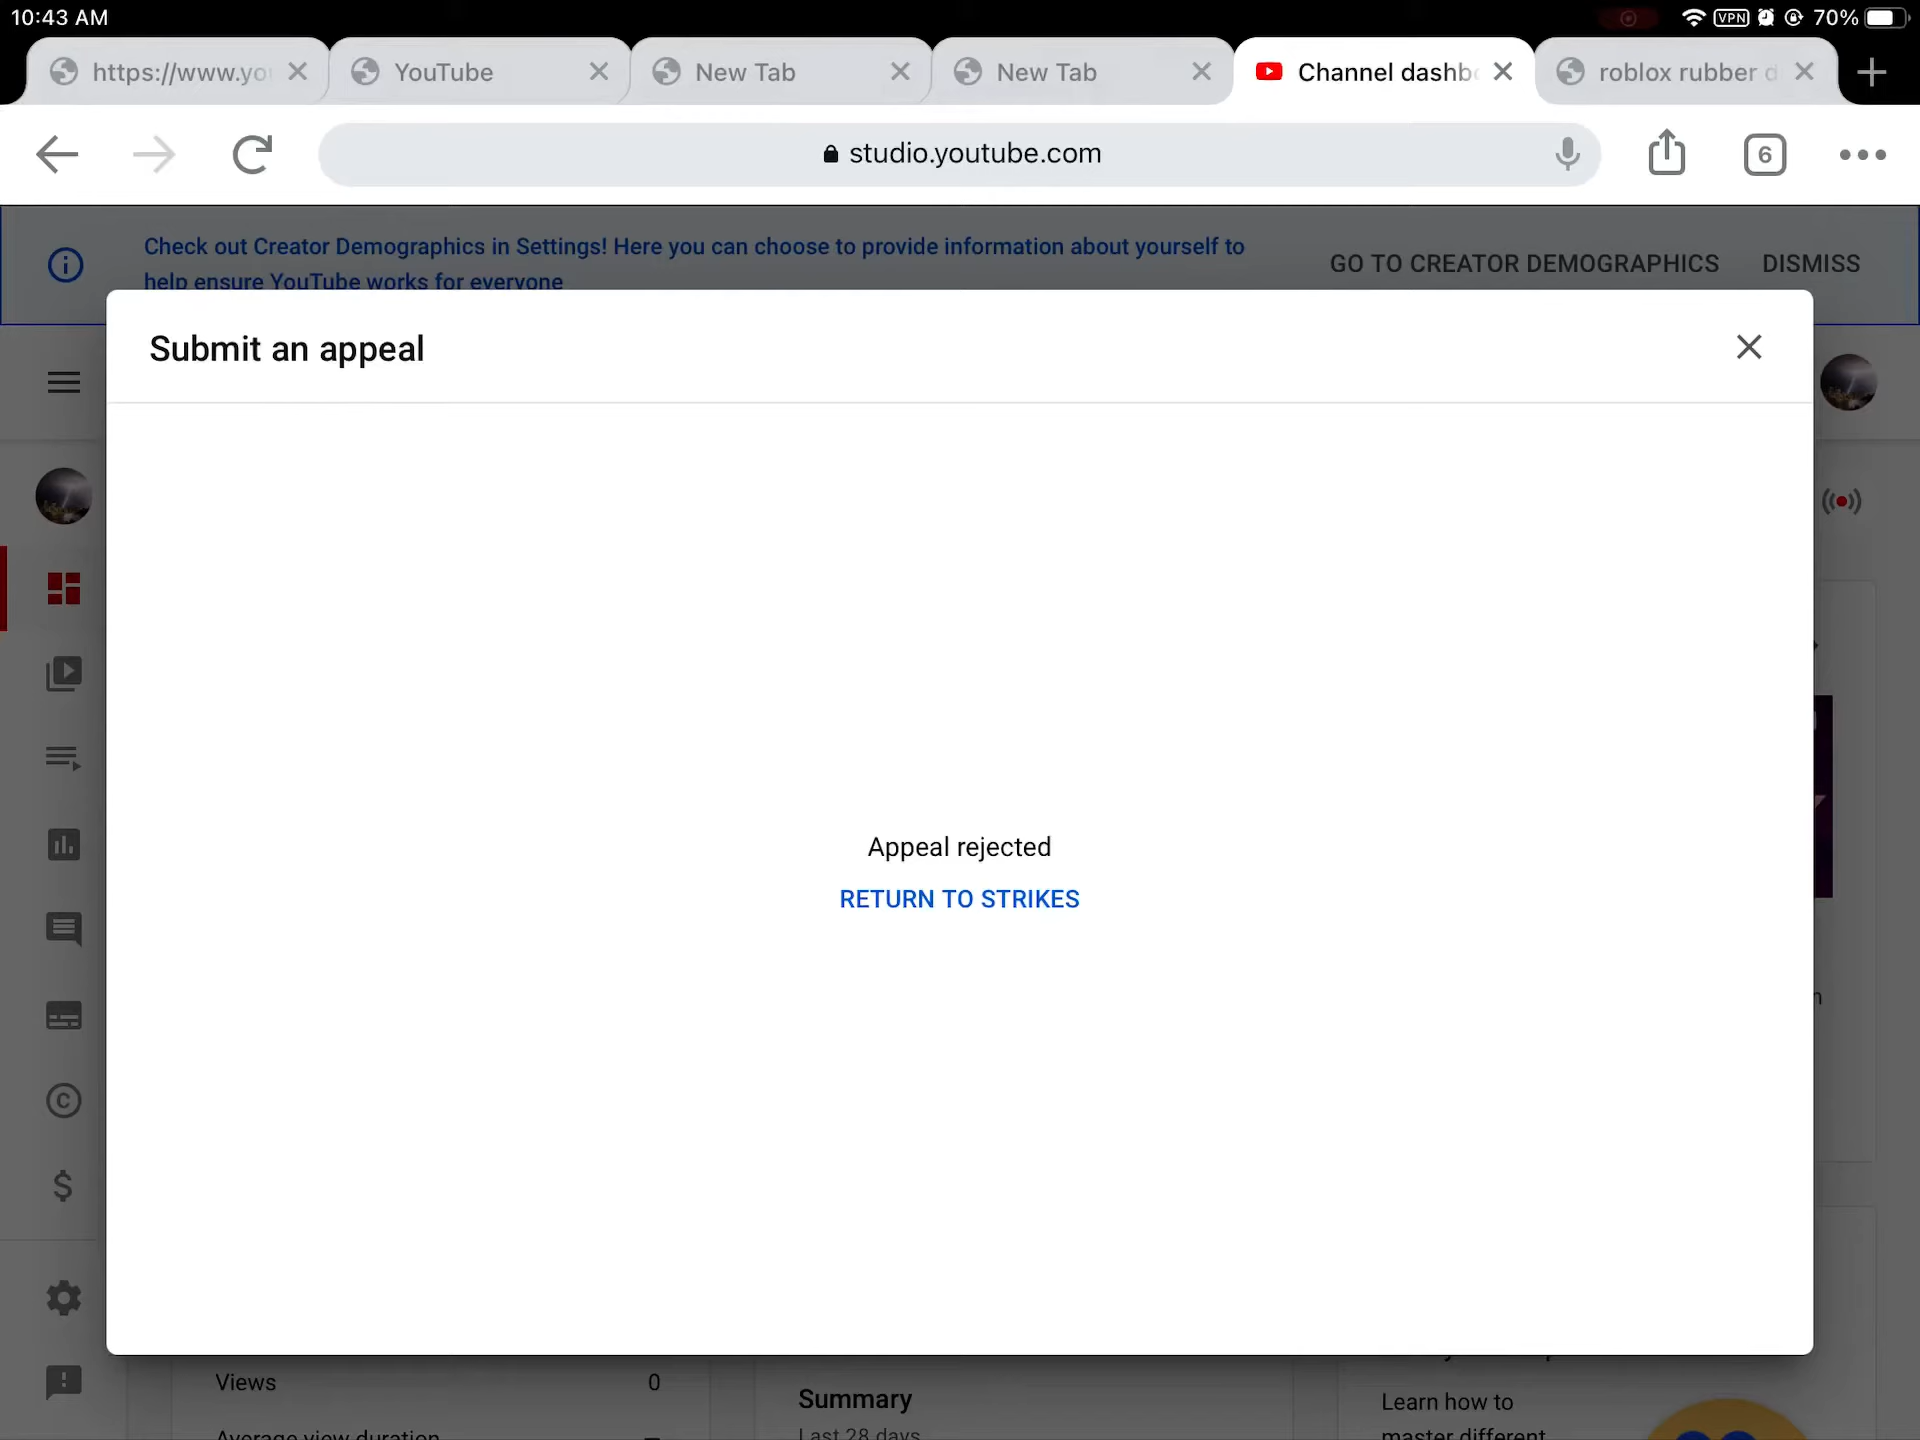 10:43 AM
VPN
70%
https://www.yo
YouTube
New Tab
New Tab
Channel dashb
roblox rubber d
studio.youtube.com
6
Check out Creator Demographics in Settings! Here you can choose to provide information about yourself to
help ensure YouTube works for everyone
GO TO CREATOR DEMOGRAPHICS
DISMISS
Submit an appeal
Appeal rejected
RETURN TO STRIKES
Views
0
Average view duration
Summary
Last 28 days
Learn how to
master different